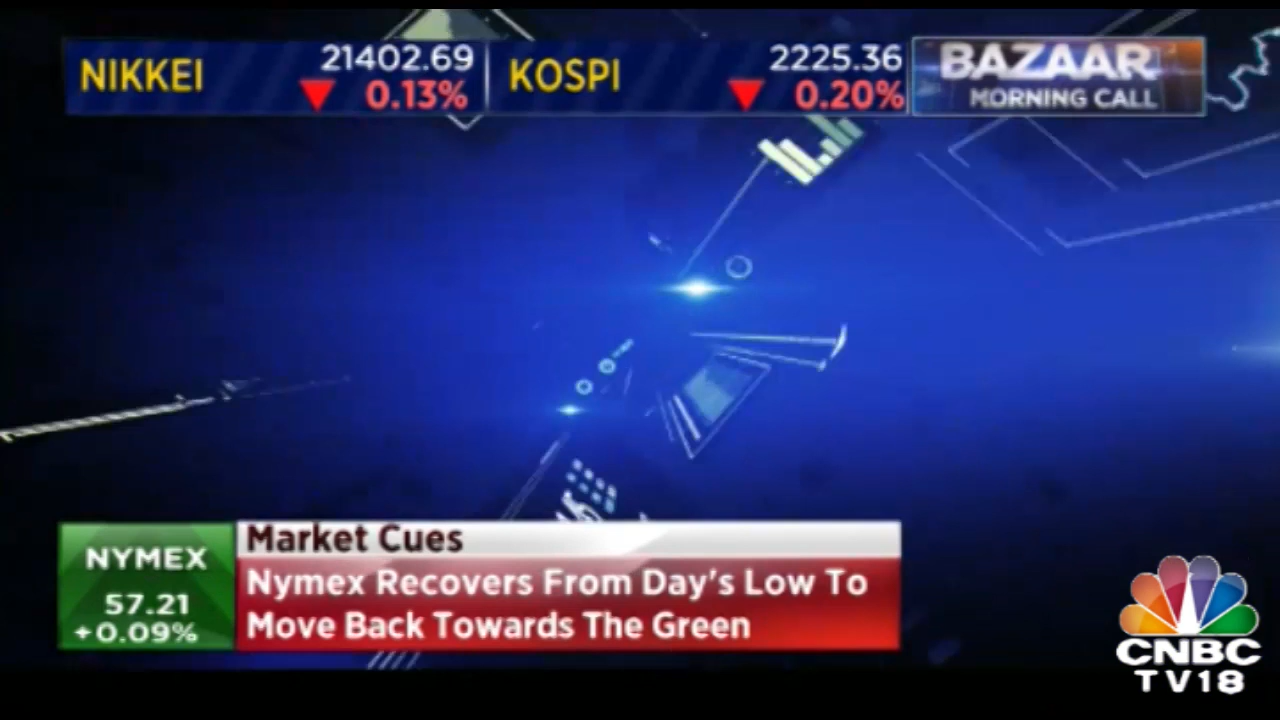 NIKKEI
21402.69
0.13%
KOSPI
2225.36
0.20%
BAZAAR
MORNING CALL
NYMEX
57.21
+0.09%
Market Cues
Nymex Recovers From Day's Low To
Move Back Towards The Green
CNBC
TV18